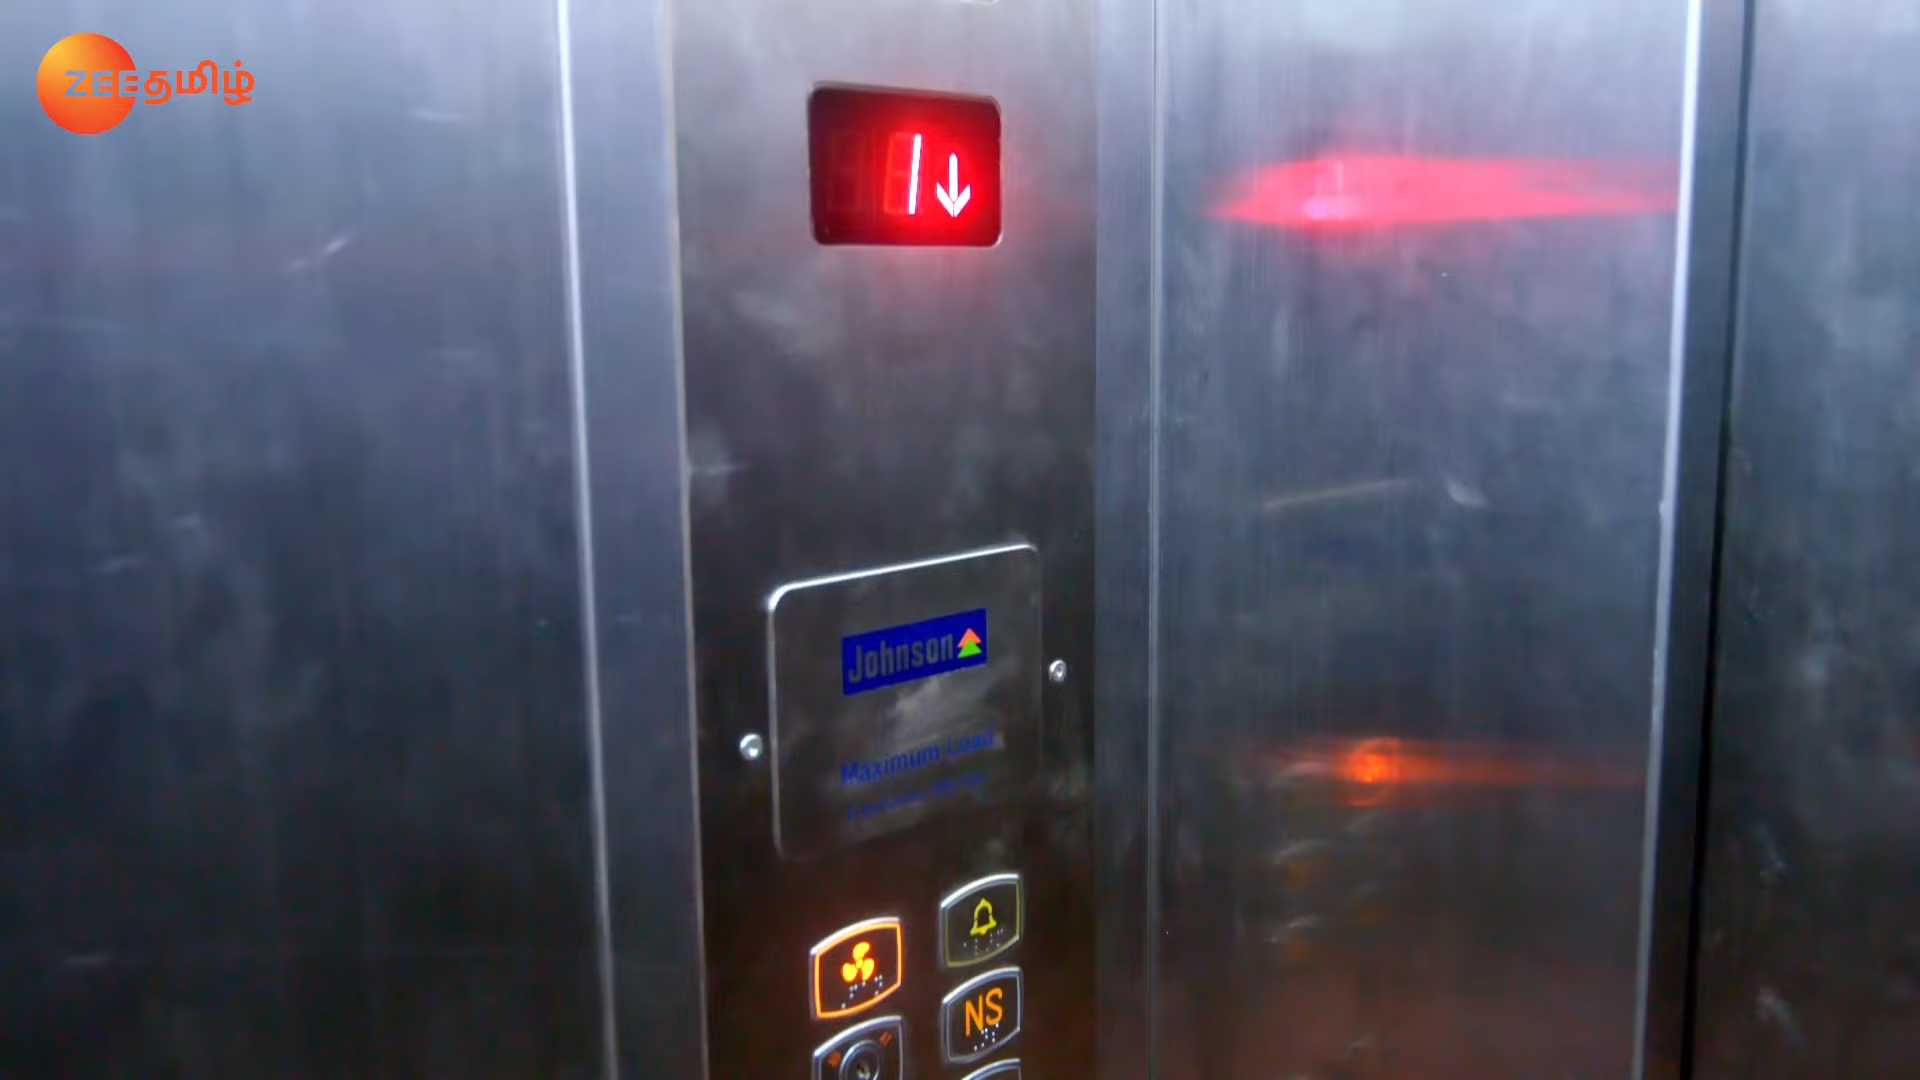 ZEEதமிழ்
1↓
Johnson
Maximum Load
NS